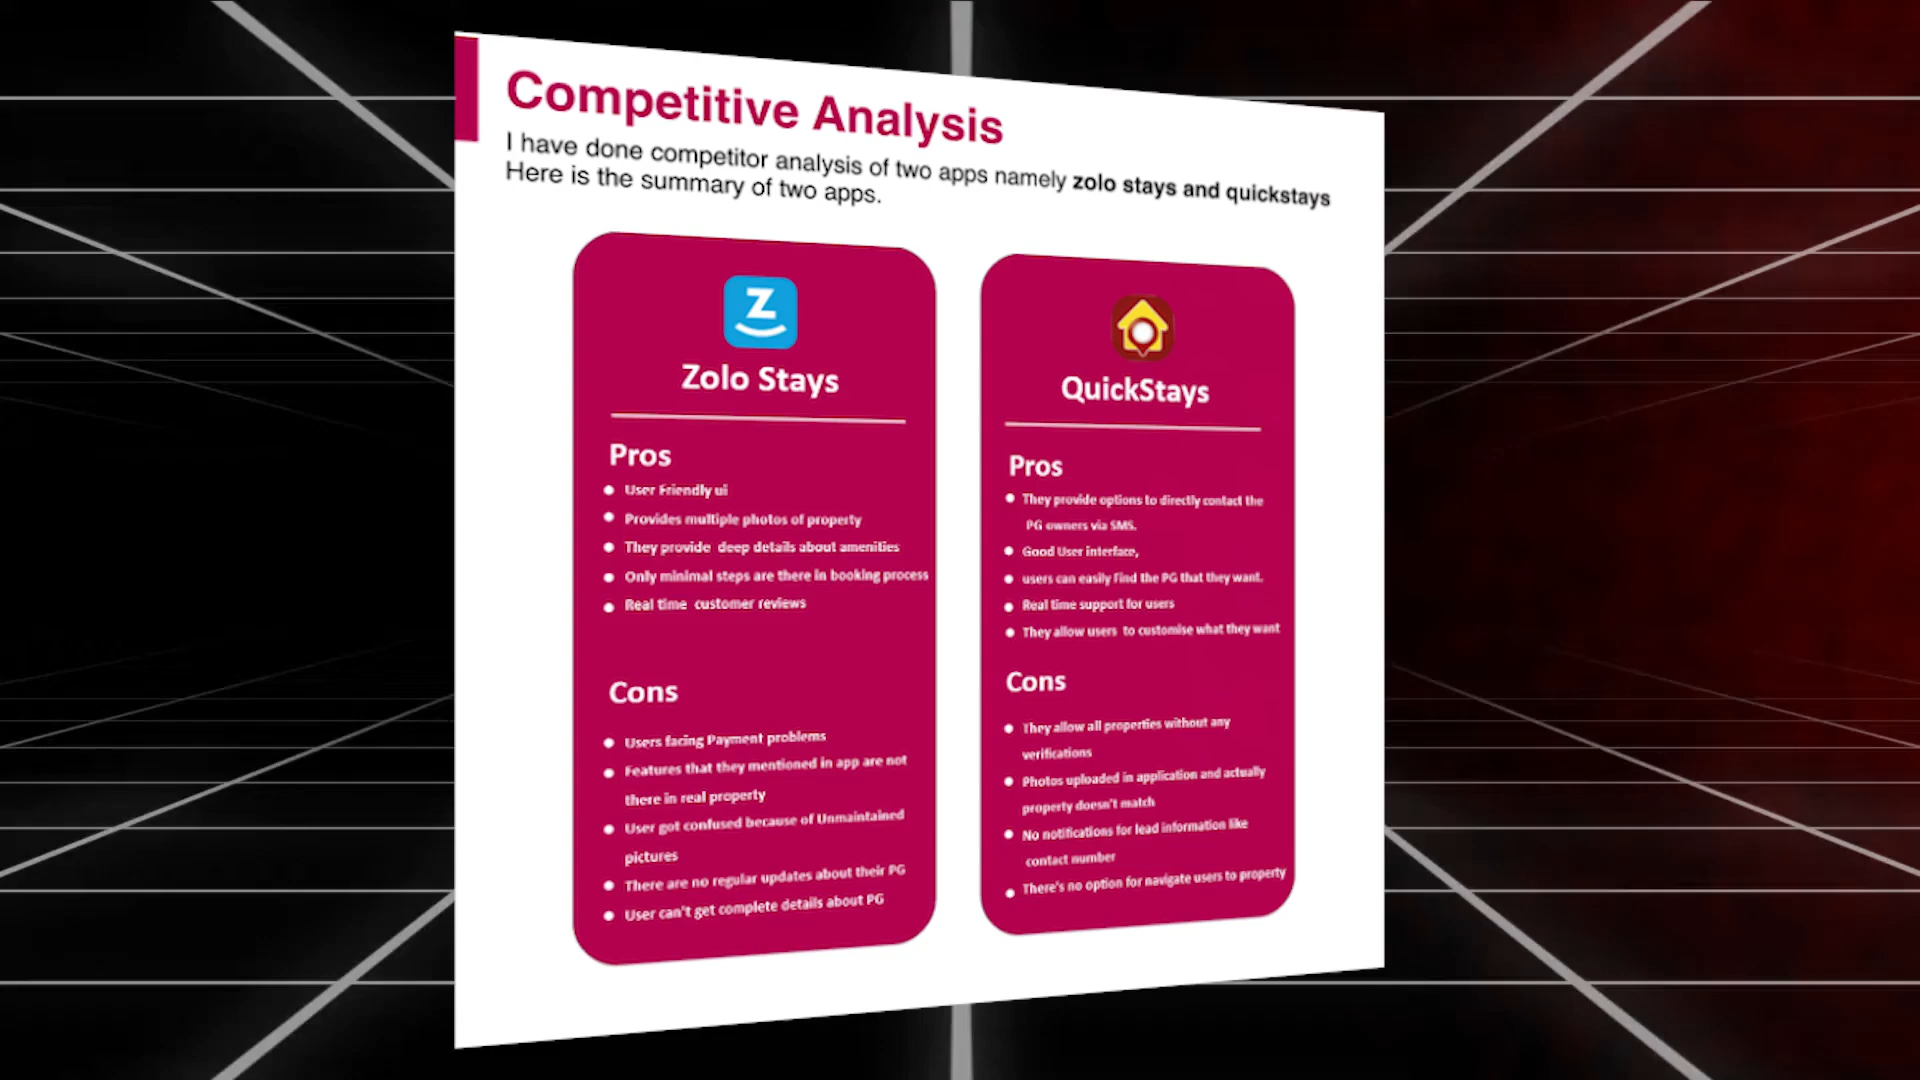 Competitive Analysis
I have done competitor analysis of two apps namely zolo stays and quickstays
Here is the summary of two apps.
Z
Zolo Stays
Pros
User Friendly ui
Provides multiple photos of property
They provide deep details about amenities
Only minimal steps are there in booking process
Real time customer reviews
Cons
Users facing Payment problems
Features that they mentioned in app are not
there in real property
User got confused because of Unmaintained
pictures
There are no regular updates about their PG
User can't get complete details about PG
QuickStays
Pros
They provide options to directly contact the
PG owners via SMS.
Good User interface,
users can easily Find the PG that they want.
Real time support for users
They allow users to customise what they want
Cons
They allow all properties without any
verifications
Photos uploaded in application and actually
property doesn't match
No notifications for lead information like
contact number
There's no option for navigate users to property